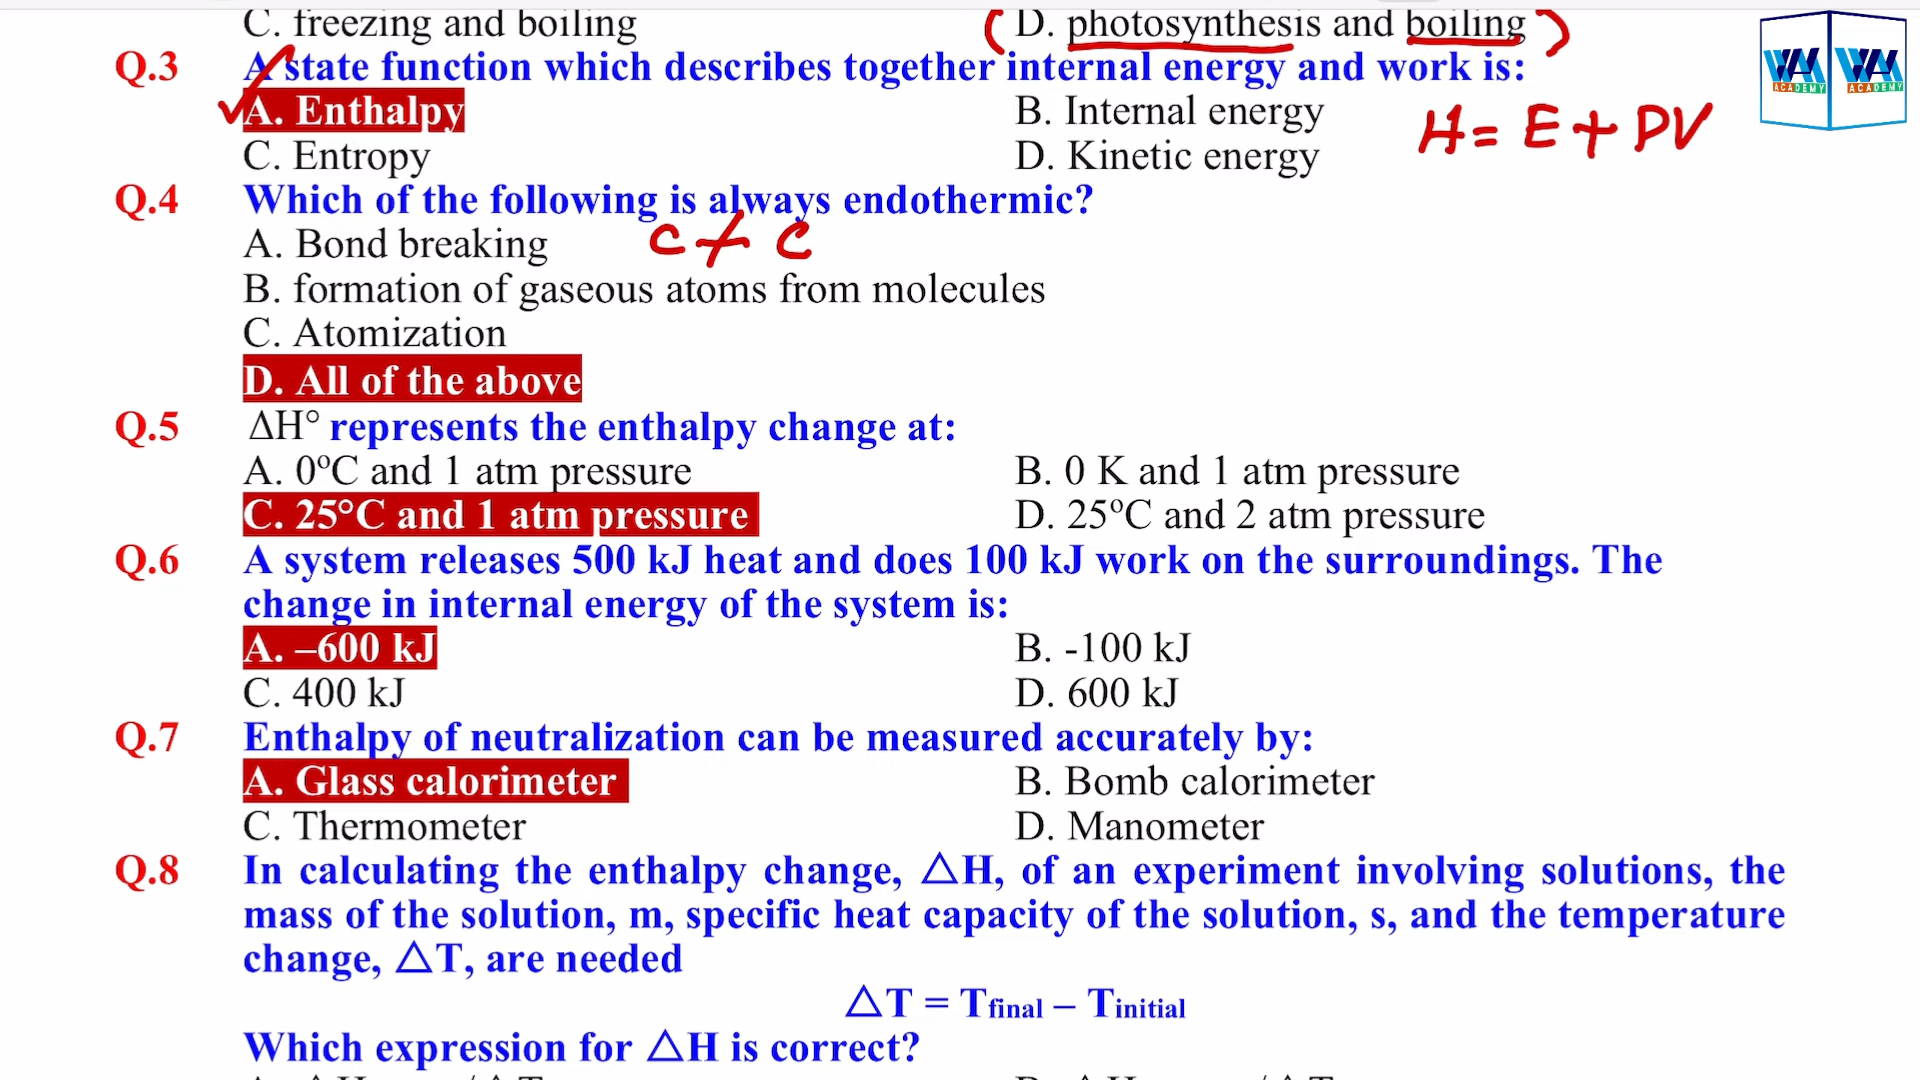 C. freezing and boiling
( D. photosynthesis and boiling )
WM WM
ACADEMY ACADEMY
Q.3 A state function which describes together internal energy and work is:
A. Enthalpy
B. Internal energy
H = E + PV
C. Entropy
D. Kinetic energy
Q.4 Which of the following is always endothermic?
A. Bond breaking
C C
B. formation of gaseous atoms from molecules
C. Atomization
D. All of the above
Q.5 ΔH° represents the enthalpy change at:
A. 0ºC and 1 atm pressure
B. 0 K and 1 atm pressure
C. 25°C and 1 atm pressure
D. 25ºC and 2 atm pressure
Q.6 A system releases 500 kJ heat and does 100 kJ work on the surroundings. The
change in internal energy of the system is:
A. –600 kJ
B. -100 kJ
C. 400 kJ
D. 600 kJ
Q.7 Enthalpy of neutralization can be measured accurately by:
A. Glass calorimeter
B. Bomb calorimeter
C. Thermometer
D. Manometer
Q.8 In calculating the enthalpy change, △H, of an experiment involving solutions, the
mass of the solution, m, specific heat capacity of the solution, s, and the temperature
change, △T, are needed
△T = Tfinal – Tinitial
Which expression for △H is correct?